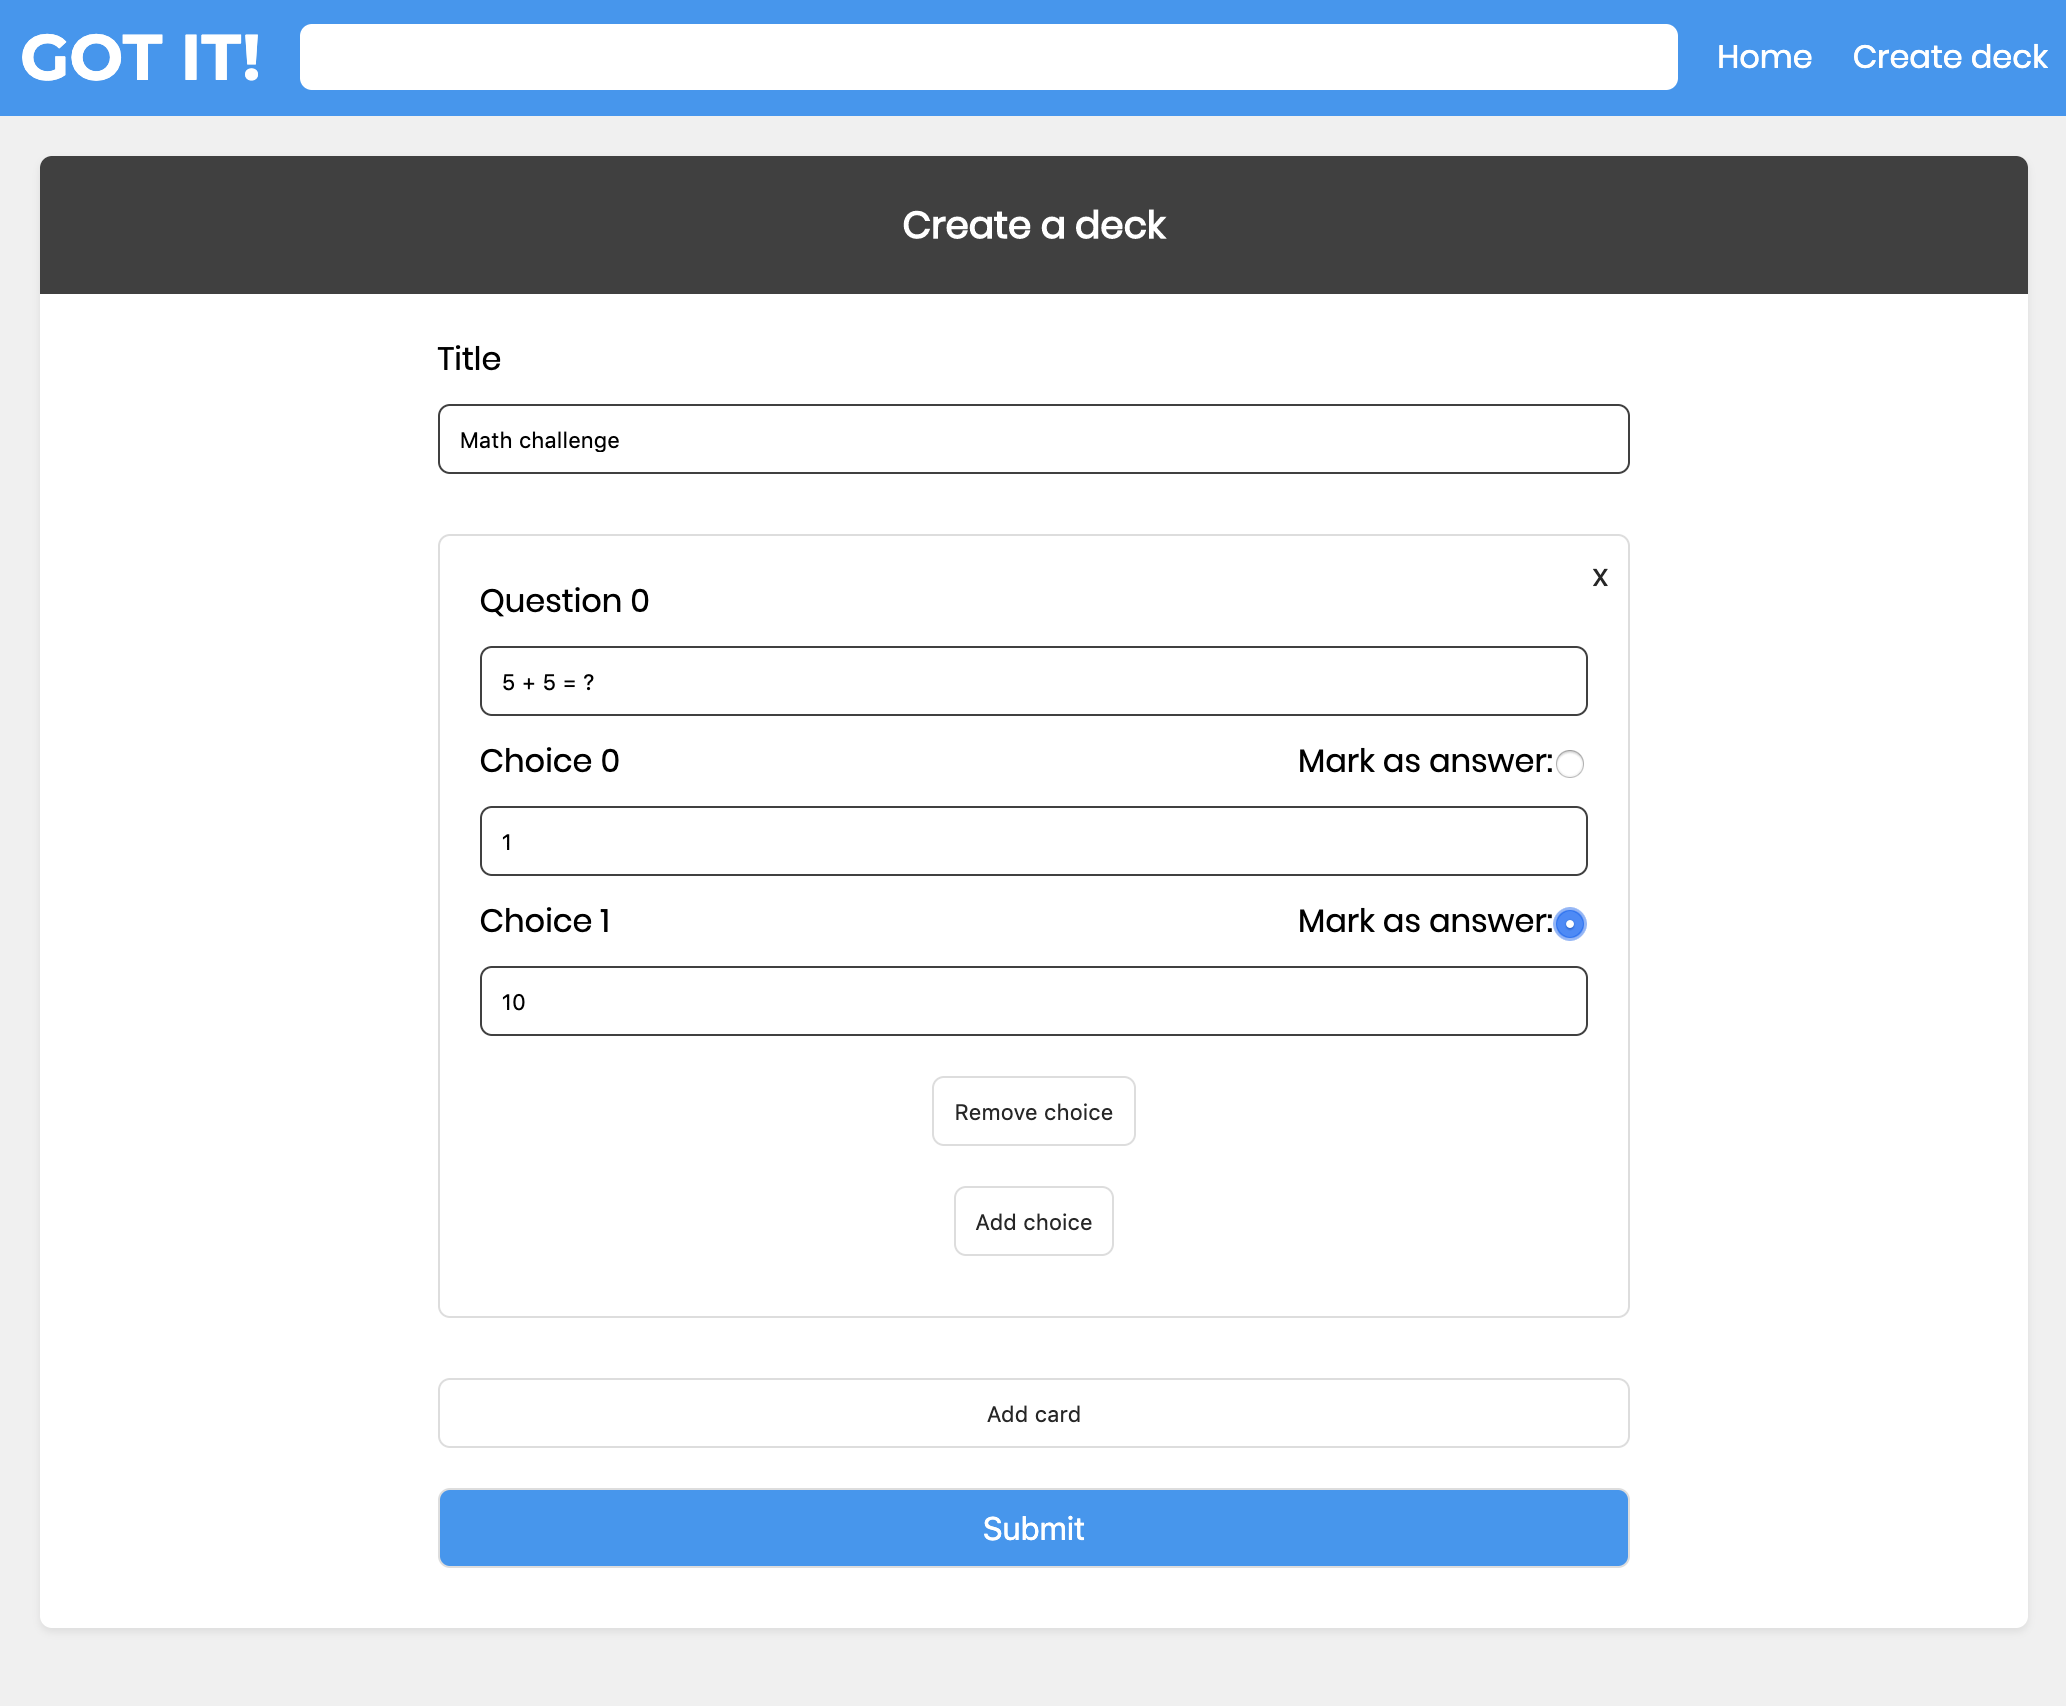 GOT IT! Home Create deck
Create a deck
Title
Math challenge
x
Question 0
5 + 5 = ?
Choice 0 Mark as answer:
1
Choice 1 Mark as answer:
10
Remove choice
Add choice
Add card
Submit